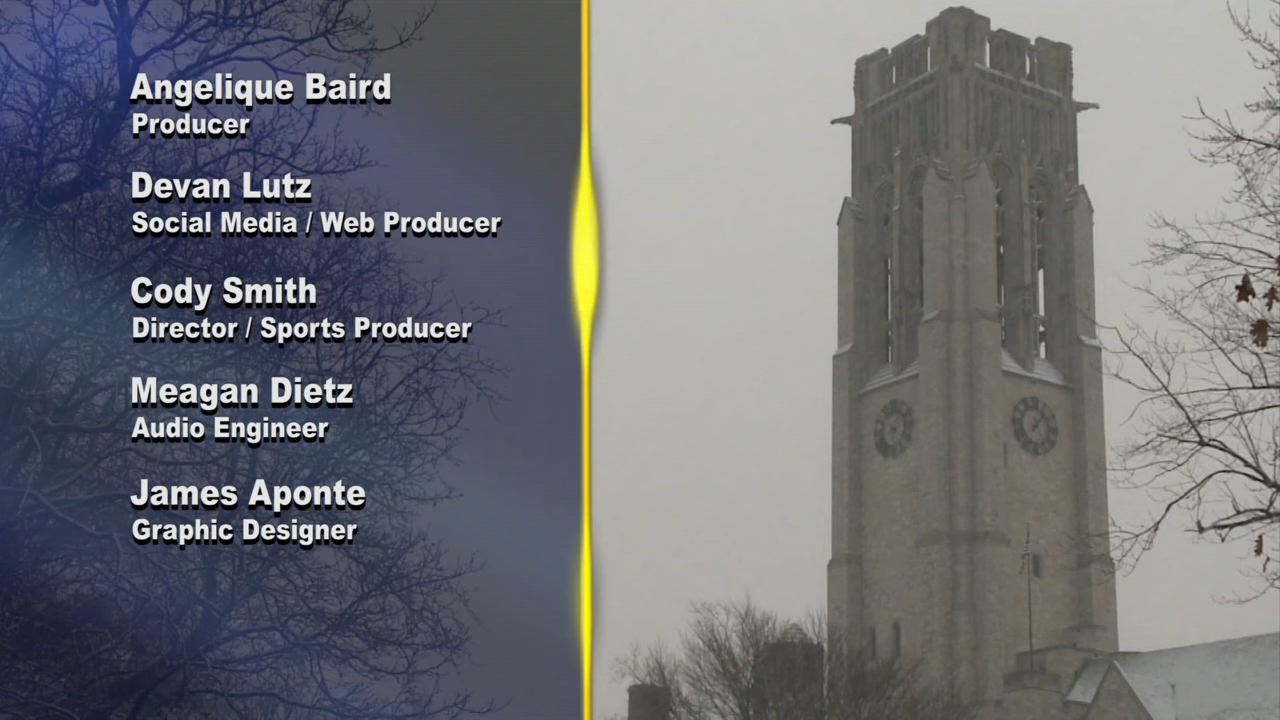 Angelique Baird
Producer
Devan Lutz
Social Media / Web Producer
Cody Smith
Director / Sports Producer
Meagan Dietz
Audio Engineer
James Aponte
Graphic Designer